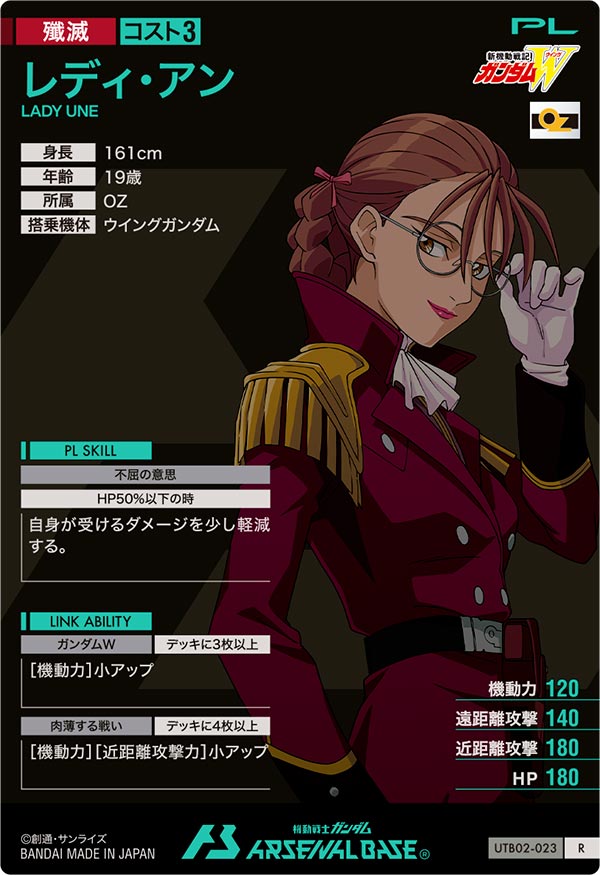 殲滅 コスト3
PL
レディ・アン
LADY UNE
新機動戦記
ガンダムW
ウイング
OZ
身長 161cm
年齢 19歳
所属 OZ
搭乗機体 ウイングガンダム
PL SKILL
不屈の意思
HP50%以下の時
自身が受けるダメージを少し軽減
する。
LINK ABILITY
ガンダムW デッキに3枚以上
[機動力]小アップ
肉薄する戦い デッキに4枚以上
[機動力][近距離攻撃力]小アップ
機動力 120
遠距離攻撃 140
近距離攻撃 180
HP 180
©創通・サンライズ
BANDAI MADE IN JAPAN
機動戦士ガンダム
ARSENAL BASE®
UTB02-023 R